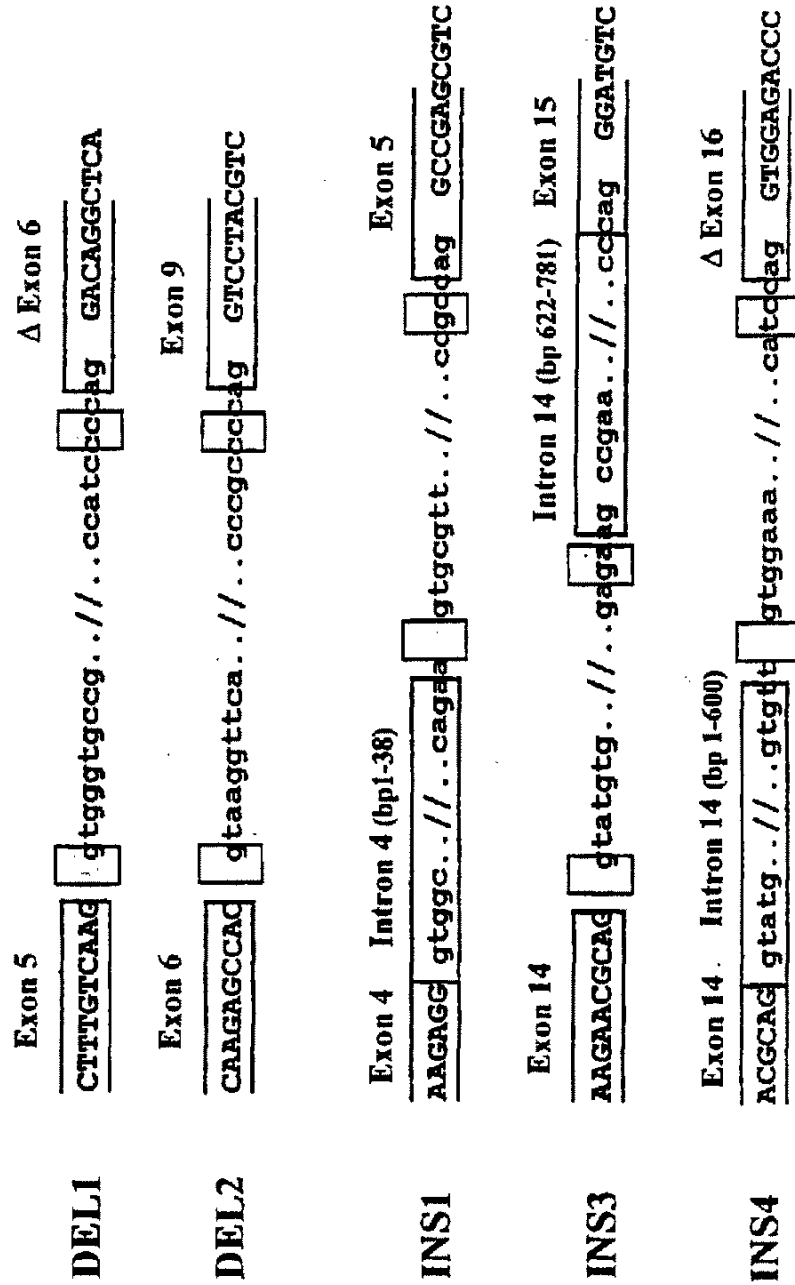 Exon 5 Δ Exon 6
DEL1 CTTTGTCAAG gtgggtgccg..//..ccatccccag GACAGGCTCA
Exon 6 Exon 9
DEL2 CAAGAGCCAC gtaaggttca..//..cccgccccag GTCCTACGTC
Exon 4 Intron 4 (bp1-38) Exon 5
INS1 AAGAGG gtggc..//..cagaa gtgcgtt..//..ccgccag GCCGAGCGTC
Exon 14 Intron 14 (bp 622-781) Exon 15
INS3 AAGAACGCAG gtatgtg..//..gagaag ccgaa..//..cccag GGATGTC
Exon 14 Intron 14 (bp 1-600) Δ Exon 16
INS4 ACGCAG gtatg..//..gtgtt gtggaaa..//..catccag GTGGAGACCC